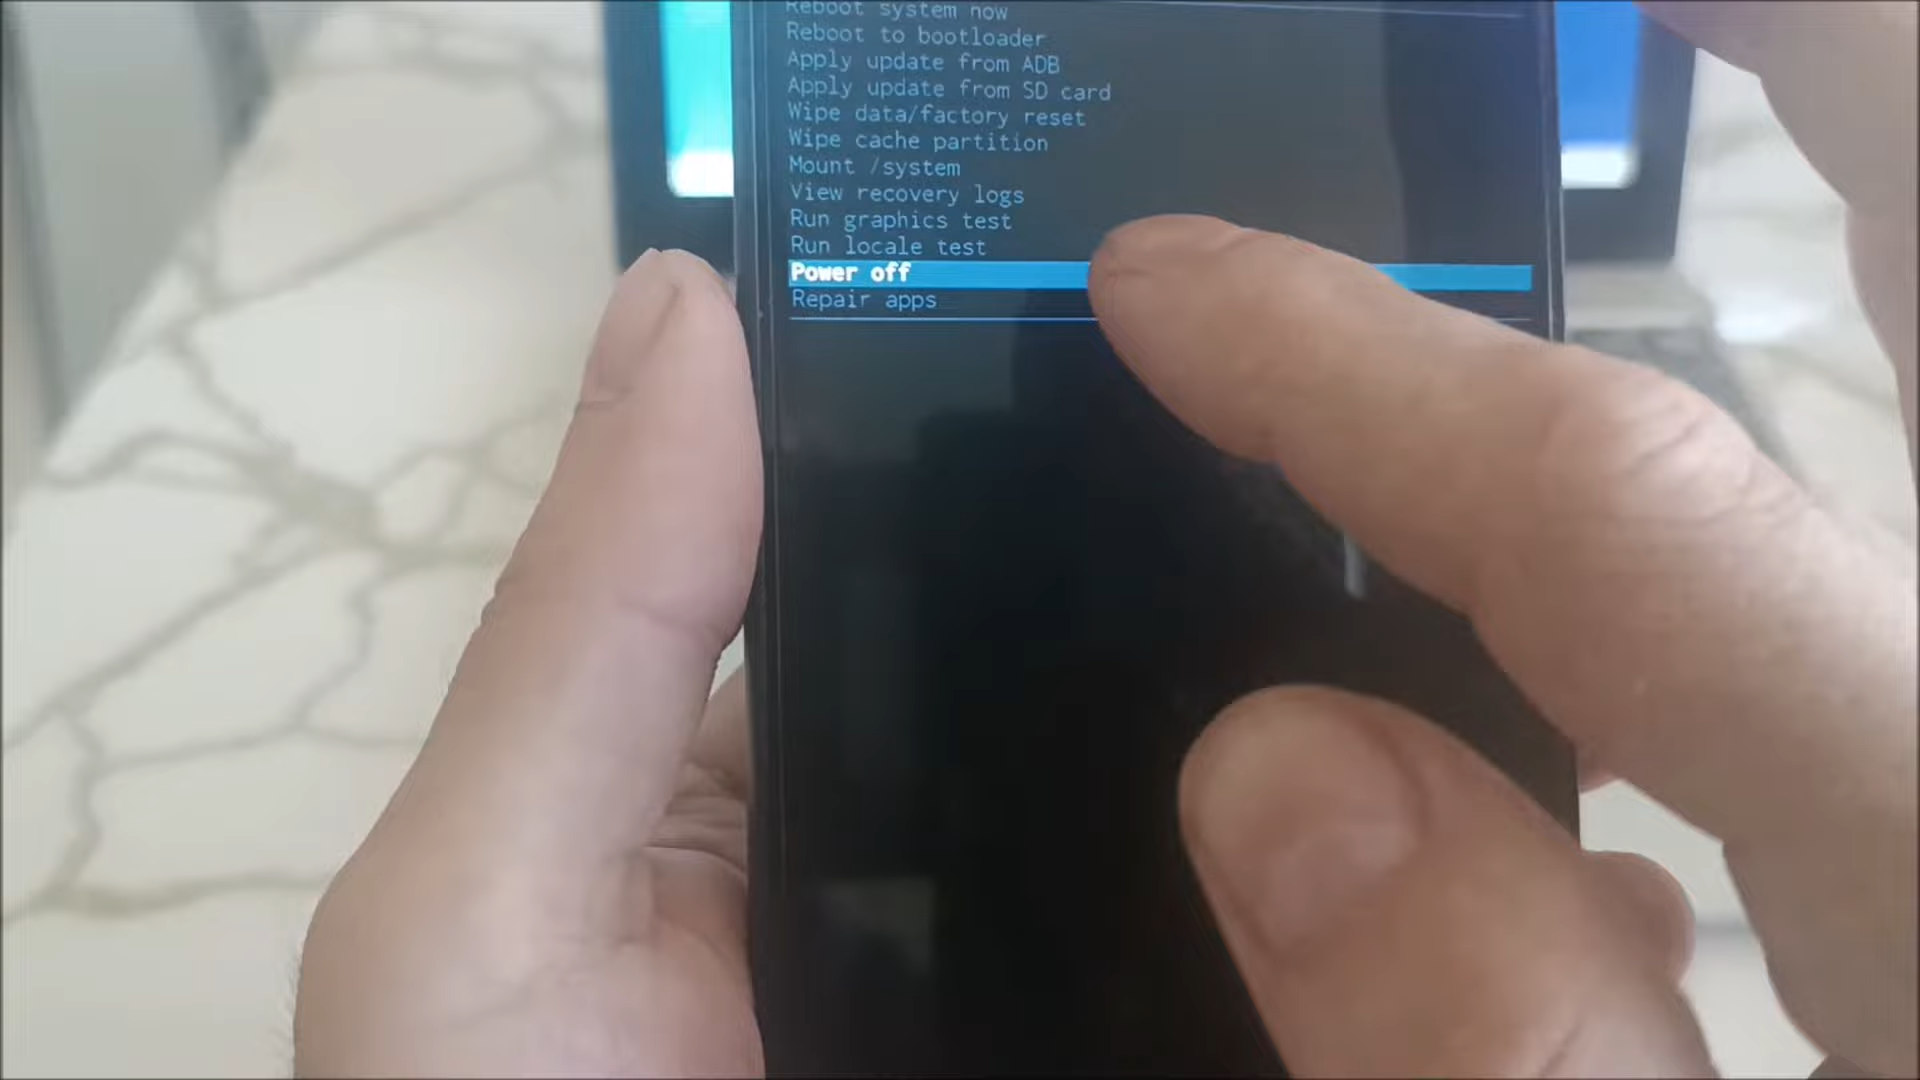 Reboot system now
Reboot to bootloader
Apply update from ADB
Apply update from SD card
Wipe data/factory reset
Wipe cache partition
Mount /system
View recovery logs
Run graphics test
Run locale test
Power off
Repair apps